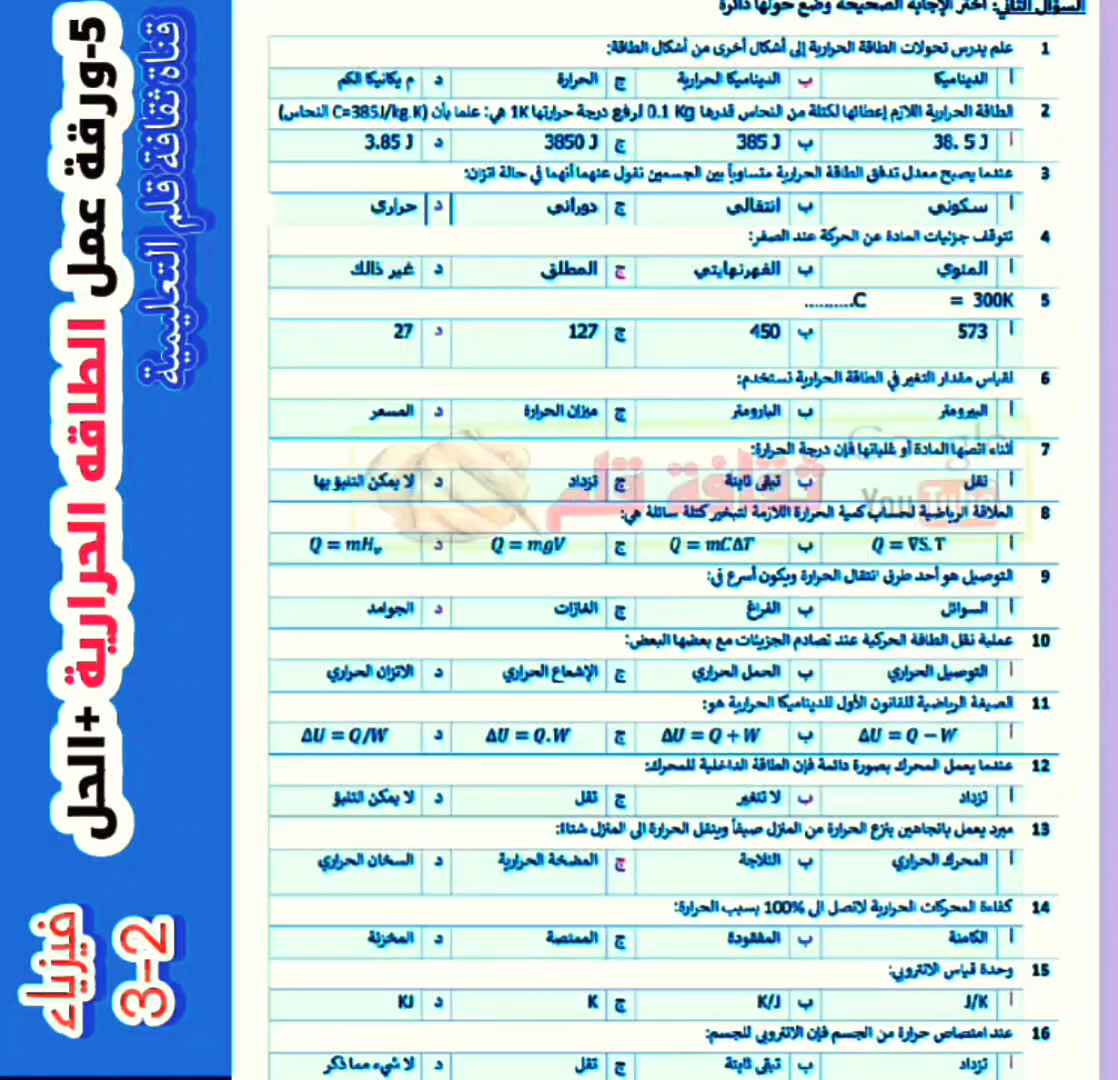 السؤال الثاني: اختر الإجابة الصحيحة وضع حولها دائرة
1 علم يدرس تحولات الطاقة الحرارية إلى أشكال أخرى من أشكال الطاقة:
أ الديناميكا ب الديناميكا الحرارية ج الحرارة د م يكانيكا الكم
2 الطاقة الحرارية اللازم إعطائها لكتلة من النحاس قدرها 0.1 Kg لرفع درجة حرارتها 1K هي: علما بأن (C=385J/kg.K النحاس)
أ 38. 5 J ب 385 J ج 3850 J د 3.85 J
3 عندما يصبح معدل تدفق الطاقة الحرارية متساوياً بين الجسمين نقول عنهما أنهما في حالة اتزان:
أ سكوني ب انتقالي ج دوراني د حراري
4 تتوقف جزئيات المادة عن الحركة عند الصفر:
أ المئوي ب الفهرنهايتي ج المطلق د غير ذالك
5 300K = ..........C
أ 573 ب 450 ج 127 د 27
6 لقياس مقدار التغير في الطاقة الحرارية نستخدم:
أ البيرومتر ب البارومتر ج ميزان الحرارة د المسعر
7 أثناء انصهار المادة أو غليانها فإن درجة الحرارة:
أ تقل ب تبقى ثابتة ج تزداد د لا يمكن التنبؤ بها
8 العلاقة الرياضية لحساب كمية الحرارة اللازمة لتبخير كتلة سائلة هي:
أ Q = ∇S.T ب Q = mCΔT ج Q = mgV د Q = mHᵥ
9 التوصيل هو أحد طرق انتقال الحرارة ويكون أسرع في:
أ السوائل ب الفراغ ج الغازات د الجوامد
10 عملية نقل الطاقة الحركية عند تصادم الجزيئات مع بعضها البعض:
أ التوصيل الحراري ب الحمل الحراري ج الإشعاع الحراري د الاتزان الحراري
11 الصيغة الرياضية للقانون الأول للديناميكا الحرارية هو:
أ ΔU = Q − W ب ΔU = Q + W ج ΔU = Q.W د ΔU = Q/W
12 عندما يعمل المحرك بصورة دائمة فإن الطاقة الداخلية للمحرك:
أ تزداد ب لا تتغير ج تقل د لا يمكن التنبؤ
13 مبرد يعمل باتجاهين ينزع الحرارة من المنزل صيفاً وينقل الحرارة الى المنزل شتاءً:
أ المحرك الحراري ب الثلاجة ج المضخة الحرارية د السخان الحراري
14 كفاءة المحركات الحرارية لاتصل الى 100% بسبب الحرارة:
أ الكامنة ب المفقودة ج الممتصة د المخزنة
15 وحدة قياس الانتروبي:
أ J/K ب K/J ج K د KJ
16 عند امتصاص حرارة من الجسم فإن الانتروبي للجسم:
أ تزداد ب تبقى ثابتة ج تقل د لا شيء مما ذكر
ثقافة قلم
YouTube
5-ورقة عمل الطاقه الحرارية +الحل
قناة ثقافة قلم التعليمية
فيزياء
3-2